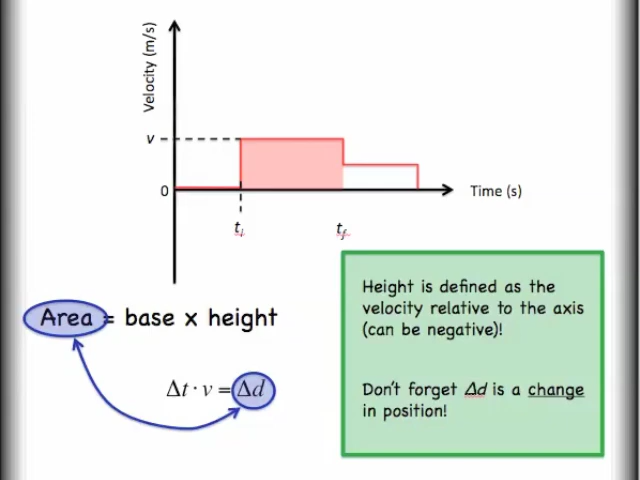 Velocity (m/s)
v
0
Time (s)
tᵢ
t_f
Area = base x height
Δt · v = Δd
Height is defined as the
velocity relative to the axis
(can be negative)!
Don't forget Δd is a change
in position!